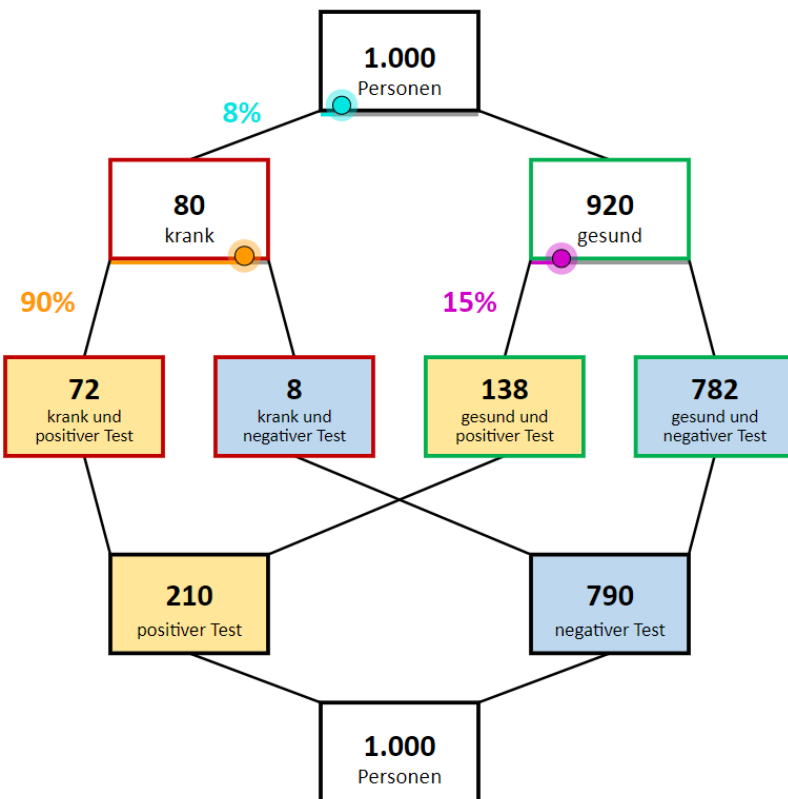 1.000
Personen
8%
80
krank
920
gesund
90%
15%
72
krank und
positiver Test
8
krank und
negativer Test
138
gesund und
positiver Test
782
gesund und
negativer Test
210
positiver Test
790
negativer Test
1.000
Personen